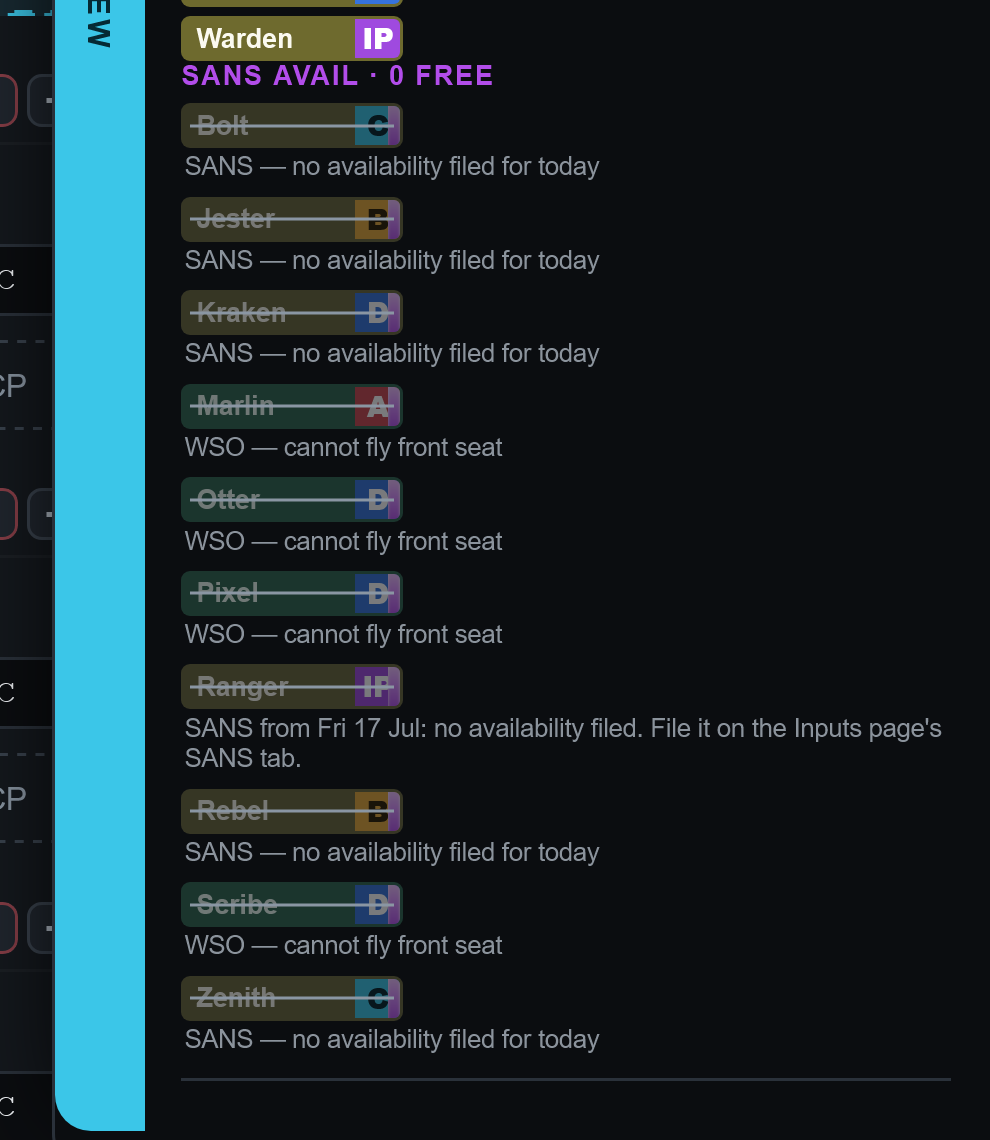 EW
Warden IP
SANS AVAIL · 0 FREE
Bolt C
SANS — no availability filed for today
Jester B
SANS — no availability filed for today
Kraken D
SANS — no availability filed for today
Marlin A
WSO — cannot fly front seat
Otter D
WSO — cannot fly front seat
Pixel D
WSO — cannot fly front seat
Ranger IP
SANS from Fri 17 Jul: no availability filed. File it on the Inputs page's
SANS tab.
Rebel B
SANS — no availability filed for today
Scribe D
WSO — cannot fly front seat
Zenith C
SANS — no availability filed for today
C
CP
C
CP
C